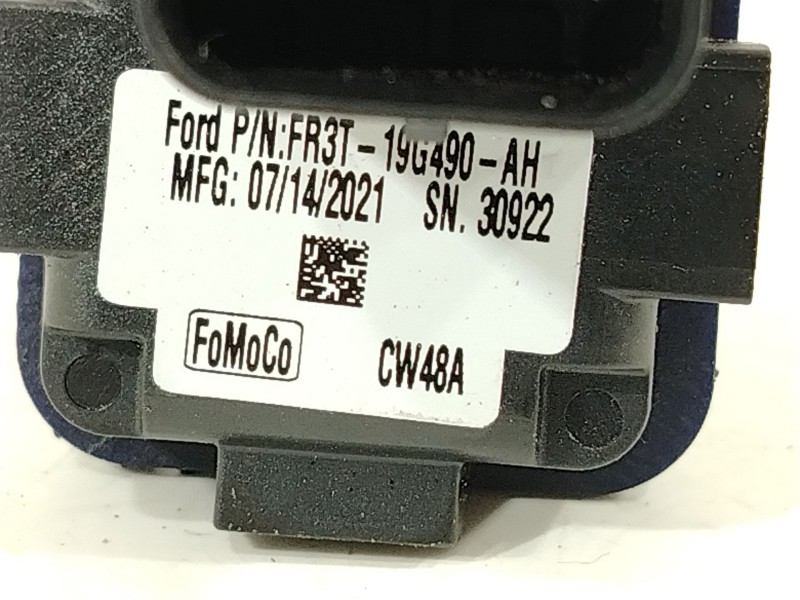 Ford P/N:FR3T-19G490-AH
MFG: 07/14/2021 SN. 30922
FoMoCo CW48A